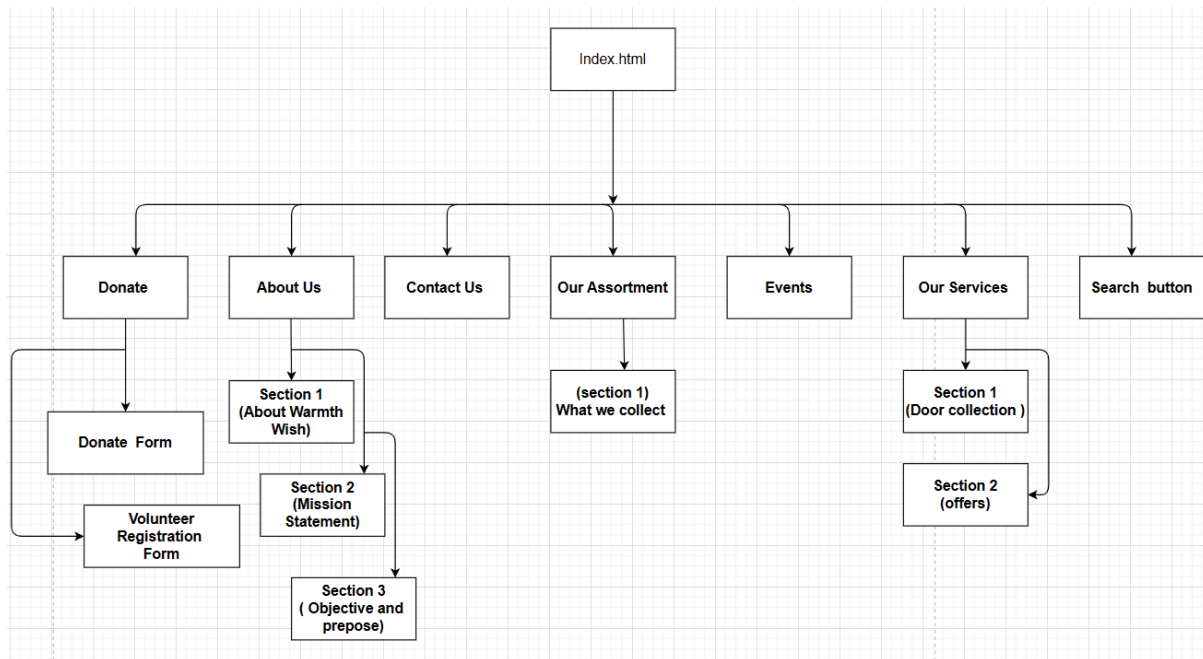 Index.html
Donate
About Us
Contact Us
Our Assortment
Events
Our Services
Search button
Donate Form
Volunteer
Registration
Form
Section 1
(About Warmth
Wish)
Section 2
(Mission
Statement)
Section 3
( Objective and
prepose)
(section 1)
What we collect
Section 1
(Door collection )
Section 2
(offers)